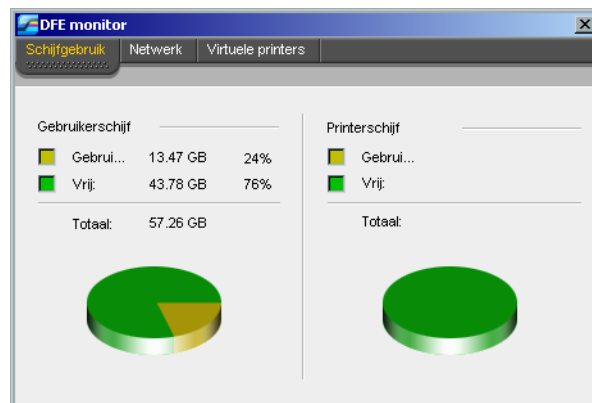 DFE monitor
Schijfgebruik Netwerk Virtuele printers
Gebruikerschijf
Gebrui... 13.47 GB 24%
Vrij: 43.78 GB 76%
Totaal: 57.26 GB
Printerschijf
Gebrui...
Vrij:
Totaal: